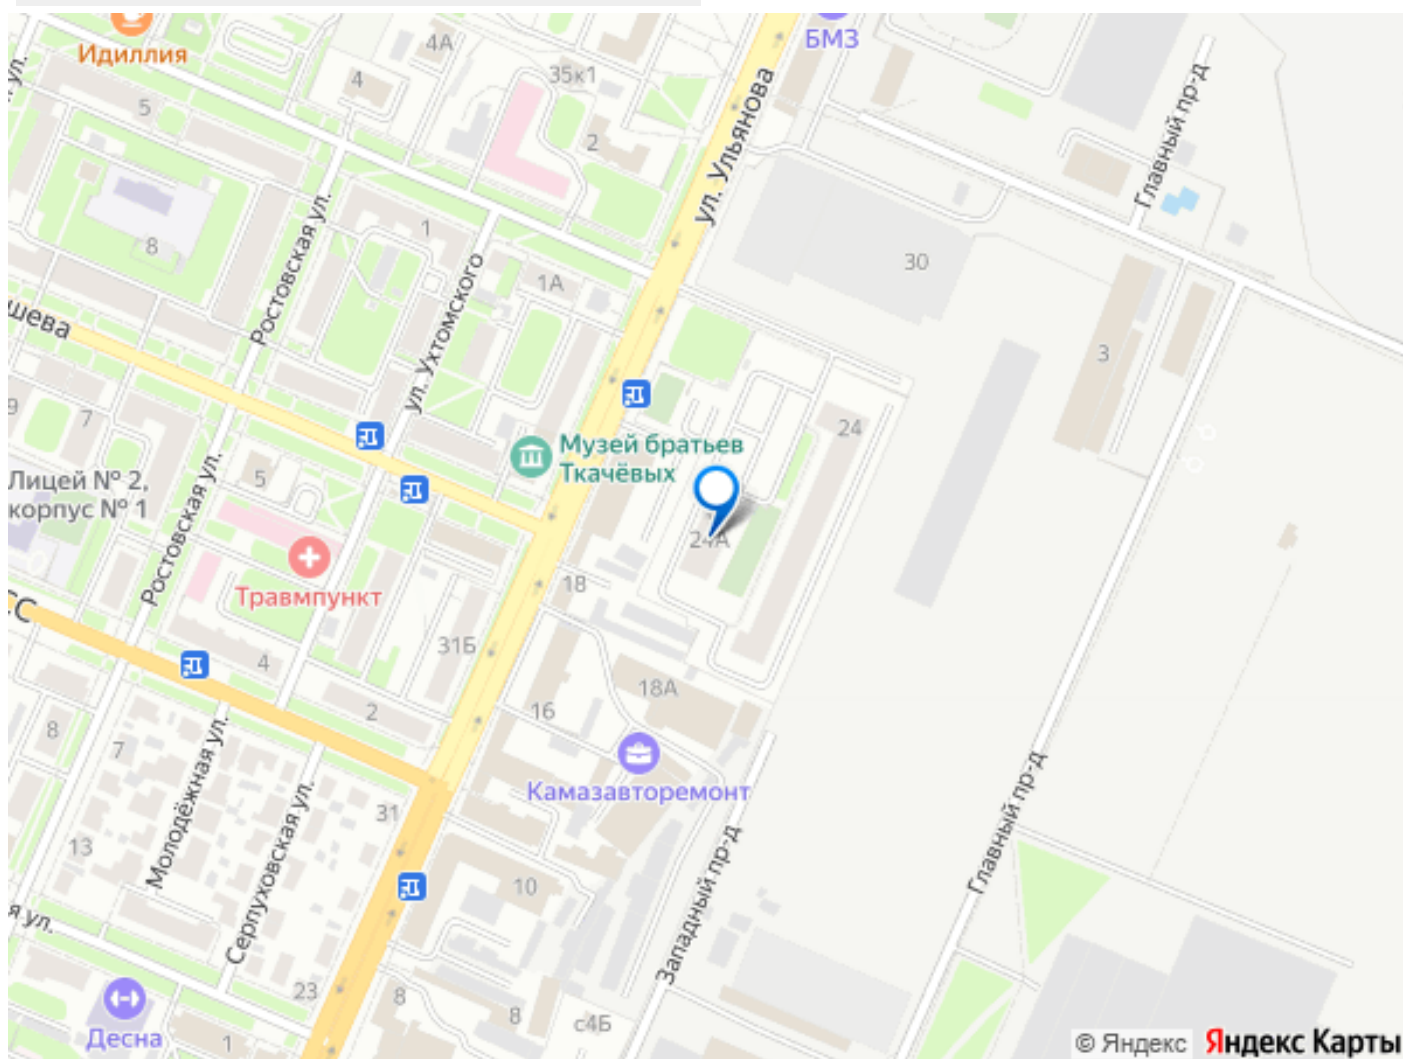 Идиллия
4А
БМЗ
4
35к1
5
2
ул. Ульянова
Главный пр-д
Ростовская ул.
8
1
ул. Ухтомского
1А
30
шева
3
9
7
24
Музей братьев
Ткачёвых
Лицей № 2,
корпус № 1
5
Ростовская ул.
24А
Травмпункт
18
31Б
4
18А
2
16
8
7
Молодёжная ул.
Камазавторемонт
Серпуховская ул.
31
13
Главный пр-д
Западный пр-д
10
я ул.
23
8
8
с4Б
Десна
1
© Яндекс Яндекс Карты